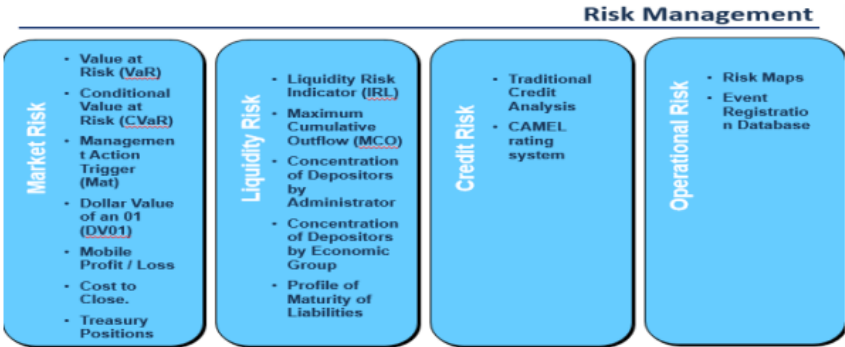 Risk Management
Market Risk
• Value at
Risk (VaR)
• Conditional
Value at
Risk (CVaR)
• Managemen
t Action
Trigger
(Mat)
• Dollar Value
of an 01
(DV01)
• Mobile
Profit / Loss
• Cost to
Close.
• Treasury
Positions
Liquidity Risk
• Liquidity Risk
Indicator (IRL)
• Maximum
Cumulative
Outflow (MCO)
• Concentration
of Depositors
by
Administrator
• Concentration
of Depositors
by Economic
Group
• Profile of
Maturity of
Liabilities
Credit Risk
• Traditional
Credit
Analysis
• CAMEL
rating
system
Operational Risk
• Risk Maps
• Event
Registratio
n Database